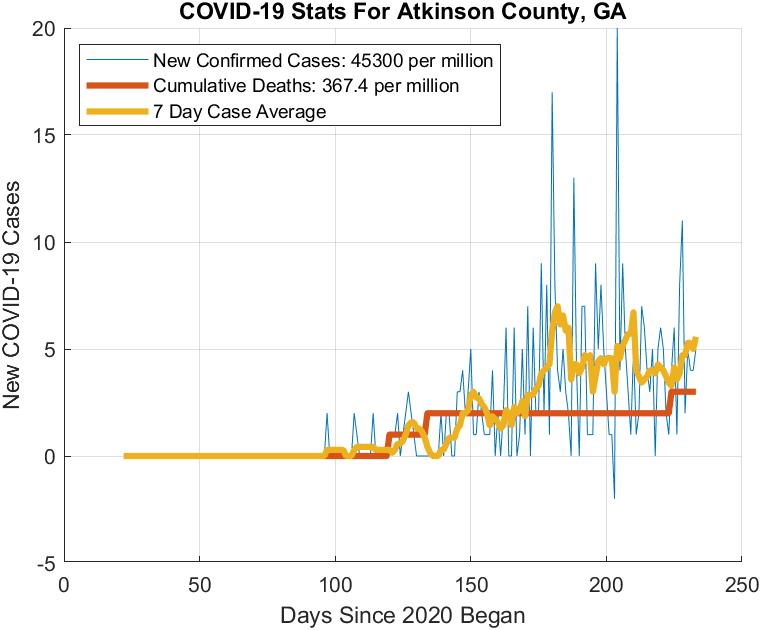 COVID-19 Stats For Atkinson County, GA
New Confirmed Cases: 45300 per million
Cumulative Deaths: 367.4 per million
7 Day Case Average
New COVID-19 Cases
20
15
10
5
0
-5
0 50 100 150 200 250
Days Since 2020 Began